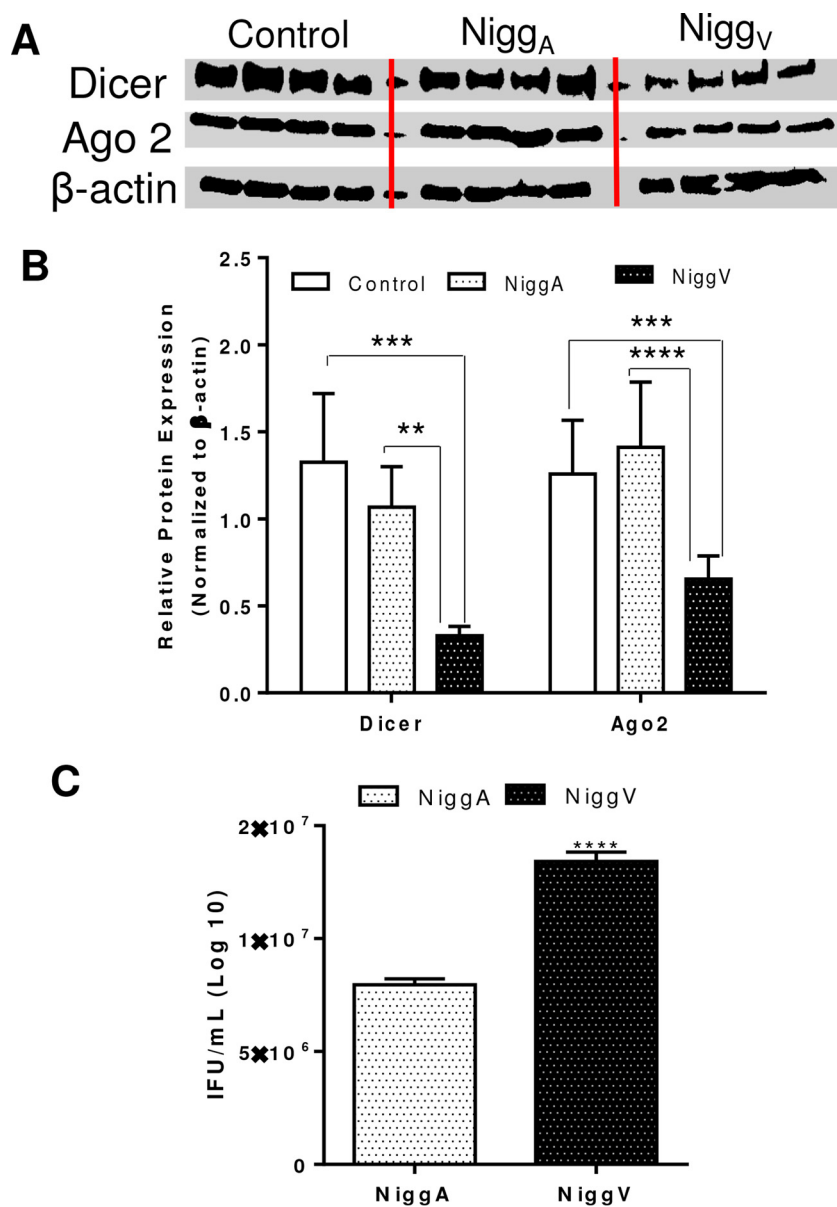 A
Control NiggA NiggV
Dicer
Ago 2
β-actin
B
Relative Protein Expression
(Normalized to β-actin)
2.5
2.0
1.5
1.0
0.5
0.0
Control NiggA NiggV
***
**
***
****
Dicer Ago2
C
NiggA NiggV
IFU/mL (Log 10)
2×10⁷
1×10⁷
5×10⁶
0
****
NiggA NiggV